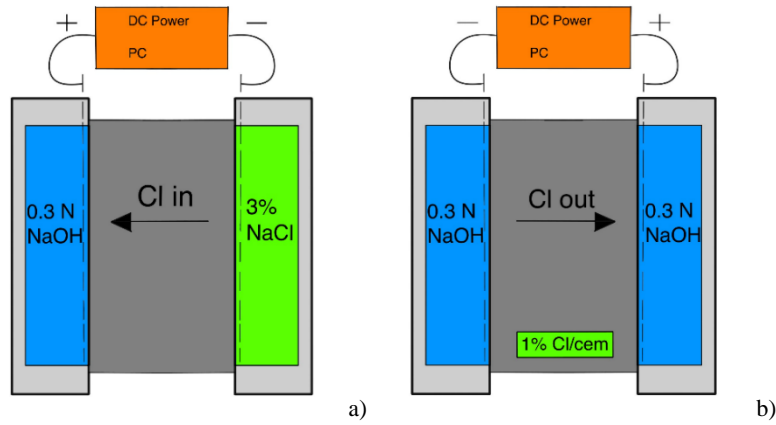 + DC Power −
PC
Cl in
0.3 N
NaOH
3%
NaCl
a)
− DC Power +
PC
Cl out
0.3 N
NaOH
0.3 N
NaOH
1% Cl/cem
b)